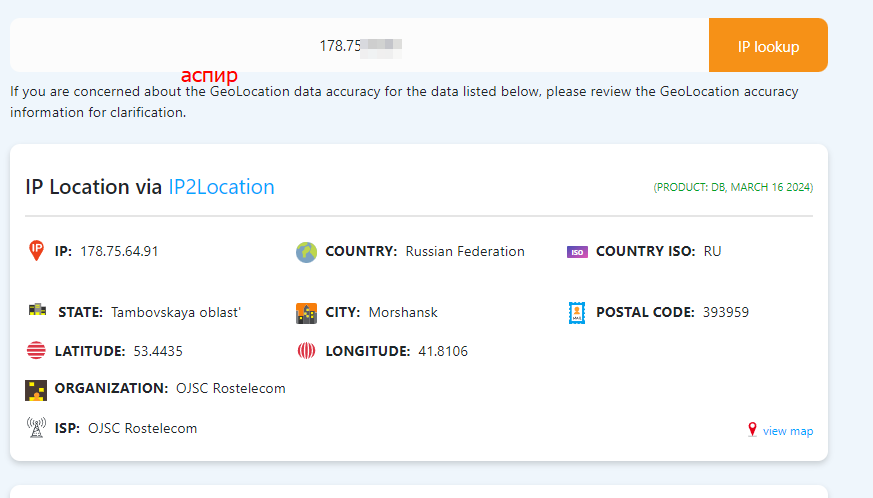 178.75
IP lookup
аспир
If you are concerned about the GeoLocation data accuracy for the data listed below, please review the GeoLocation accuracy
information for clarification.
IP Location via IP2Location
(PRODUCT: DB, MARCH 16 2024)
IP: 178.75.64.91
COUNTRY: Russian Federation
ISO
COUNTRY ISO: RU
STATE: Tambovskaya oblast'
CITY: Morshansk
POSTAL CODE: 393959
LATITUDE: 53.4435
LONGITUDE: 41.8106
ORGANIZATION: OJSC Rostelecom
ISP: OJSC Rostelecom
view map